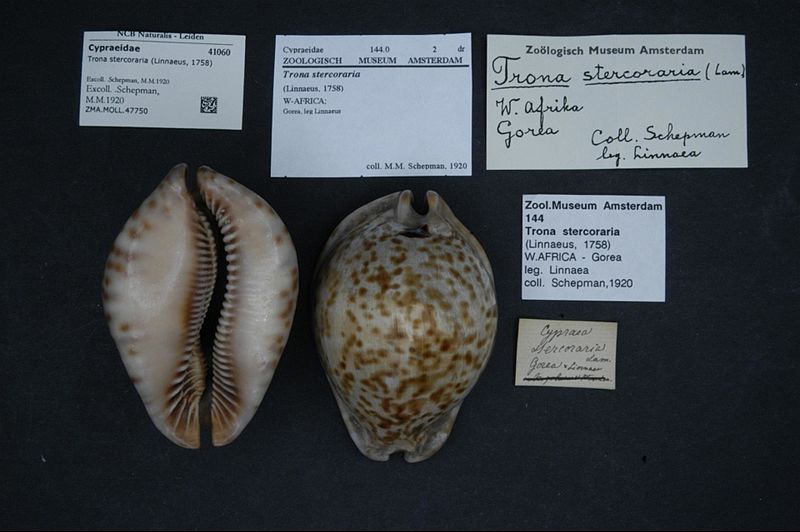 NCB Naturalis - Leiden
Cypraeidae 41060
Trona stercoraria (Linnaeus, 1758)
Excoll. Schepman, M.M.1920
Excoll. .Schepman,
M.M.1920
ZMA.MOLL.47750
Cypraeidae 144.0 2 dr
ZOOLOGISCH MUSEUM AMSTERDAM
Trona stercoraria
(Linnaeus, 1758)
W-AFRICA;
Gorea, leg Linnaeus
coll. M.M. Schepman, 1920
Zoölogisch Museum Amsterdam
Trona stercoraria (Lam)
W. Afrika
Gorea
Coll. Schepman
leg. Linnaea
Zool.Museum Amsterdam
144
Trona stercoraria
(Linnaeus, 1758)
W.AFRICA - Gorea
leg. Linnaea
coll. Schepman,1920
Cypraea
stercoraria
Lam.
Gorea Linnaea